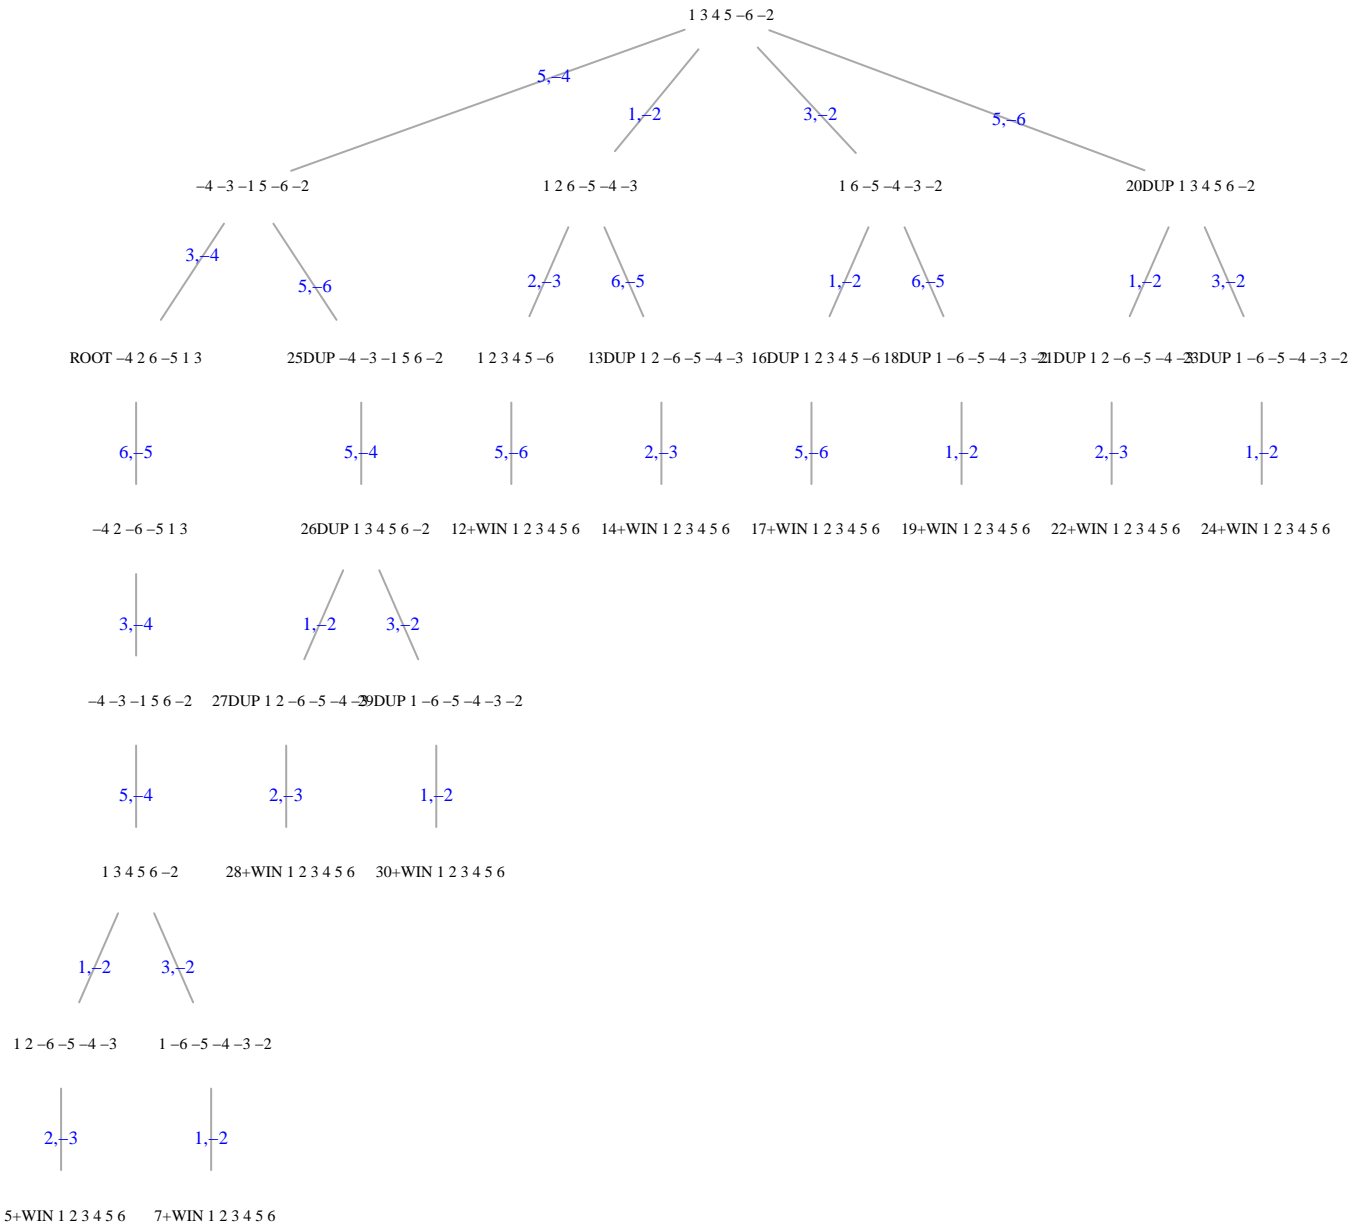 1 3 4 5 −6 −2
5,−4
1,−2
3,−2
5,−6
−4 −3 −1 5 −6 −2
1 2 6 −5 −4 −3
1 6 −5 −4 −3 −2
20DUP 1 3 4 5 6 −2
3,−4
5,−6
2,−3
6,−5
1,−2
6,−5
1,−2
3,−2
ROOT −4 2 6 −5 1 3
25DUP −4 −3 −1 5 6 −2
1 2 3 4 5 −6
13DUP 1 2 −6 −5 −4 −3
16DUP 1 2 3 4 5 −6
18DUP 1 −6 −5 −4 −3 −2
21DUP 1 2 −6 −5 −4 −3
23DUP 1 −6 −5 −4 −3 −2
6,−5
5,−4
5,−6
2,−3
5,−6
1,−2
2,−3
1,−2
−4 2 −6 −5 1 3
26DUP 1 3 4 5 6 −2
12+WIN 1 2 3 4 5 6
14+WIN 1 2 3 4 5 6
17+WIN 1 2 3 4 5 6
19+WIN 1 2 3 4 5 6
22+WIN 1 2 3 4 5 6
24+WIN 1 2 3 4 5 6
3,−4
1,−2
3,−2
−4 −3 −1 5 6 −2
27DUP 1 2 −6 −5 −4 −3
29DUP 1 −6 −5 −4 −3 −2
5,−4
2,−3
1,−2
1 3 4 5 6 −2
28+WIN 1 2 3 4 5 6
30+WIN 1 2 3 4 5 6
1,−2
3,−2
1 2 −6 −5 −4 −3
1 −6 −5 −4 −3 −2
2,−3
1,−2
5+WIN 1 2 3 4 5 6
7+WIN 1 2 3 4 5 6